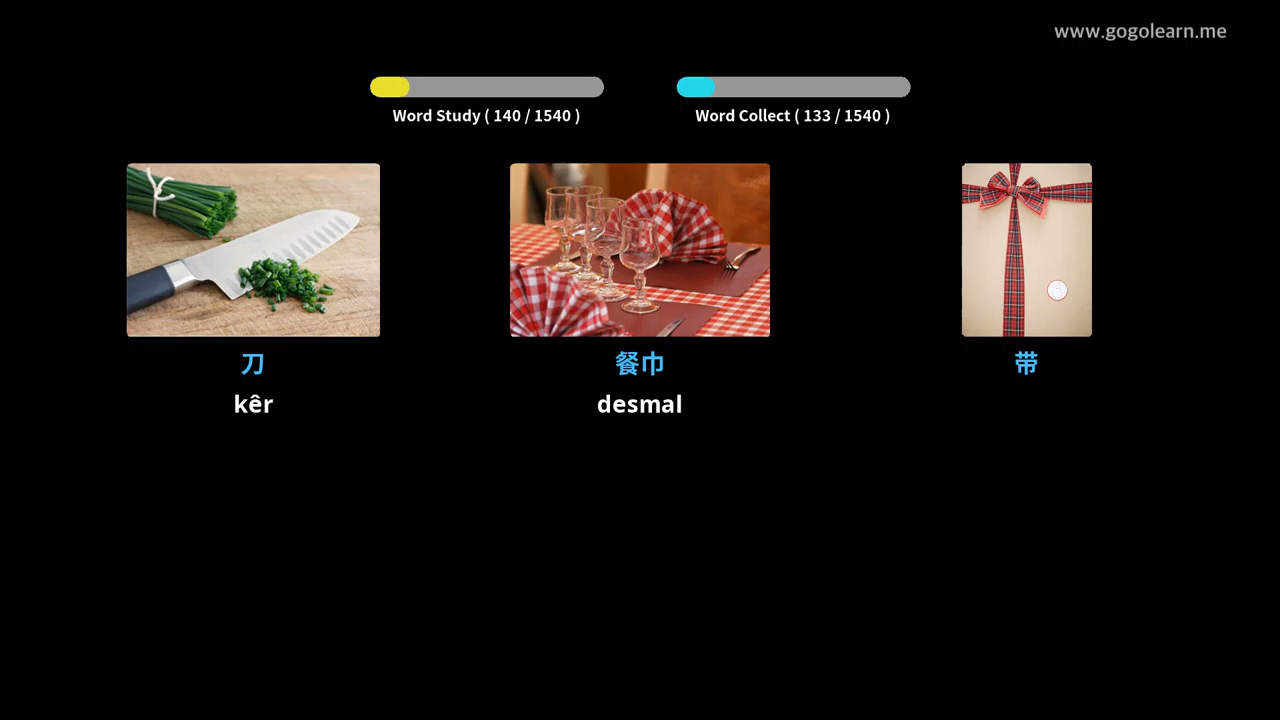 www.gogolearn.me
Word Study ( 140 / 1540 )
Word Collect ( 133 / 1540 )
刀
餐巾
带
kêr
desmal